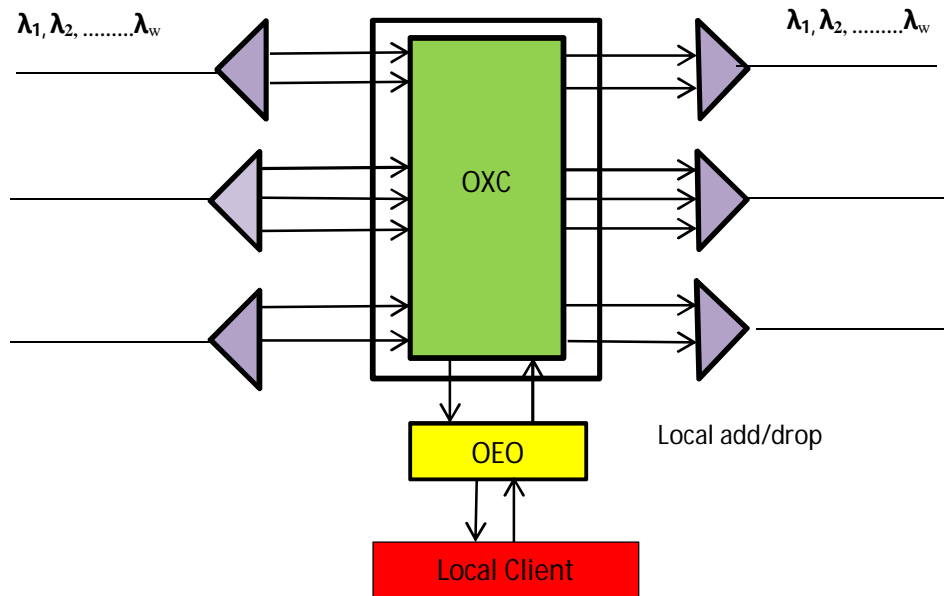 λ1, λ2, .........λw
λ1, λ2, .........λw
OXC
Local add/drop
OEO
Local Client